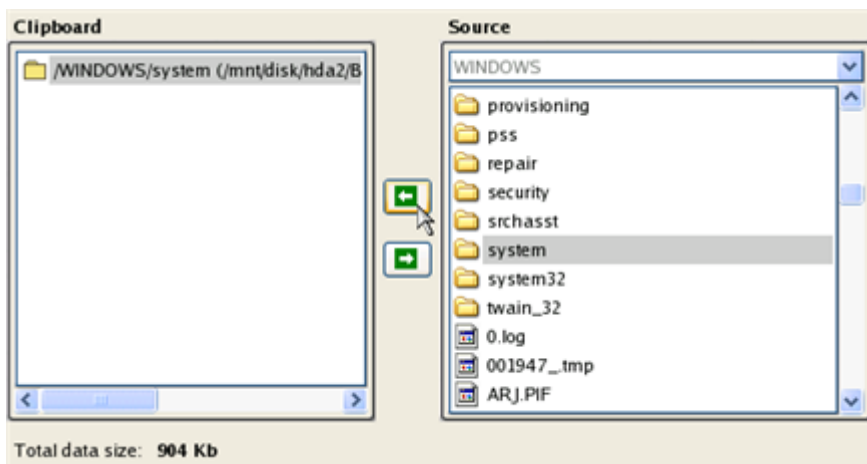 Clipboard
/WINDOWS/system (/mnt/disk/hda2/B
Source
WINDOWS
provisioning
pss
repair
security
srchasst
system
system32
twain_32
0.log
001947_.tmp
ARJ.PIF
Total data size: 904 Kb